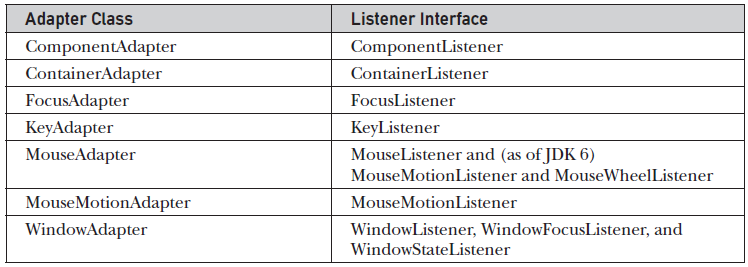 Adapter Class Listener Interface
ComponentAdapter ComponentListener
ContainerAdapter ContainerListener
FocusAdapter FocusListener
KeyAdapter KeyListener
MouseAdapter MouseListener and (as of JDK 6)
MouseMotionListener and MouseWheelListener
MouseMotionAdapter MouseMotionListener
WindowAdapter WindowListener, WindowFocusListener, and
WindowStateListener